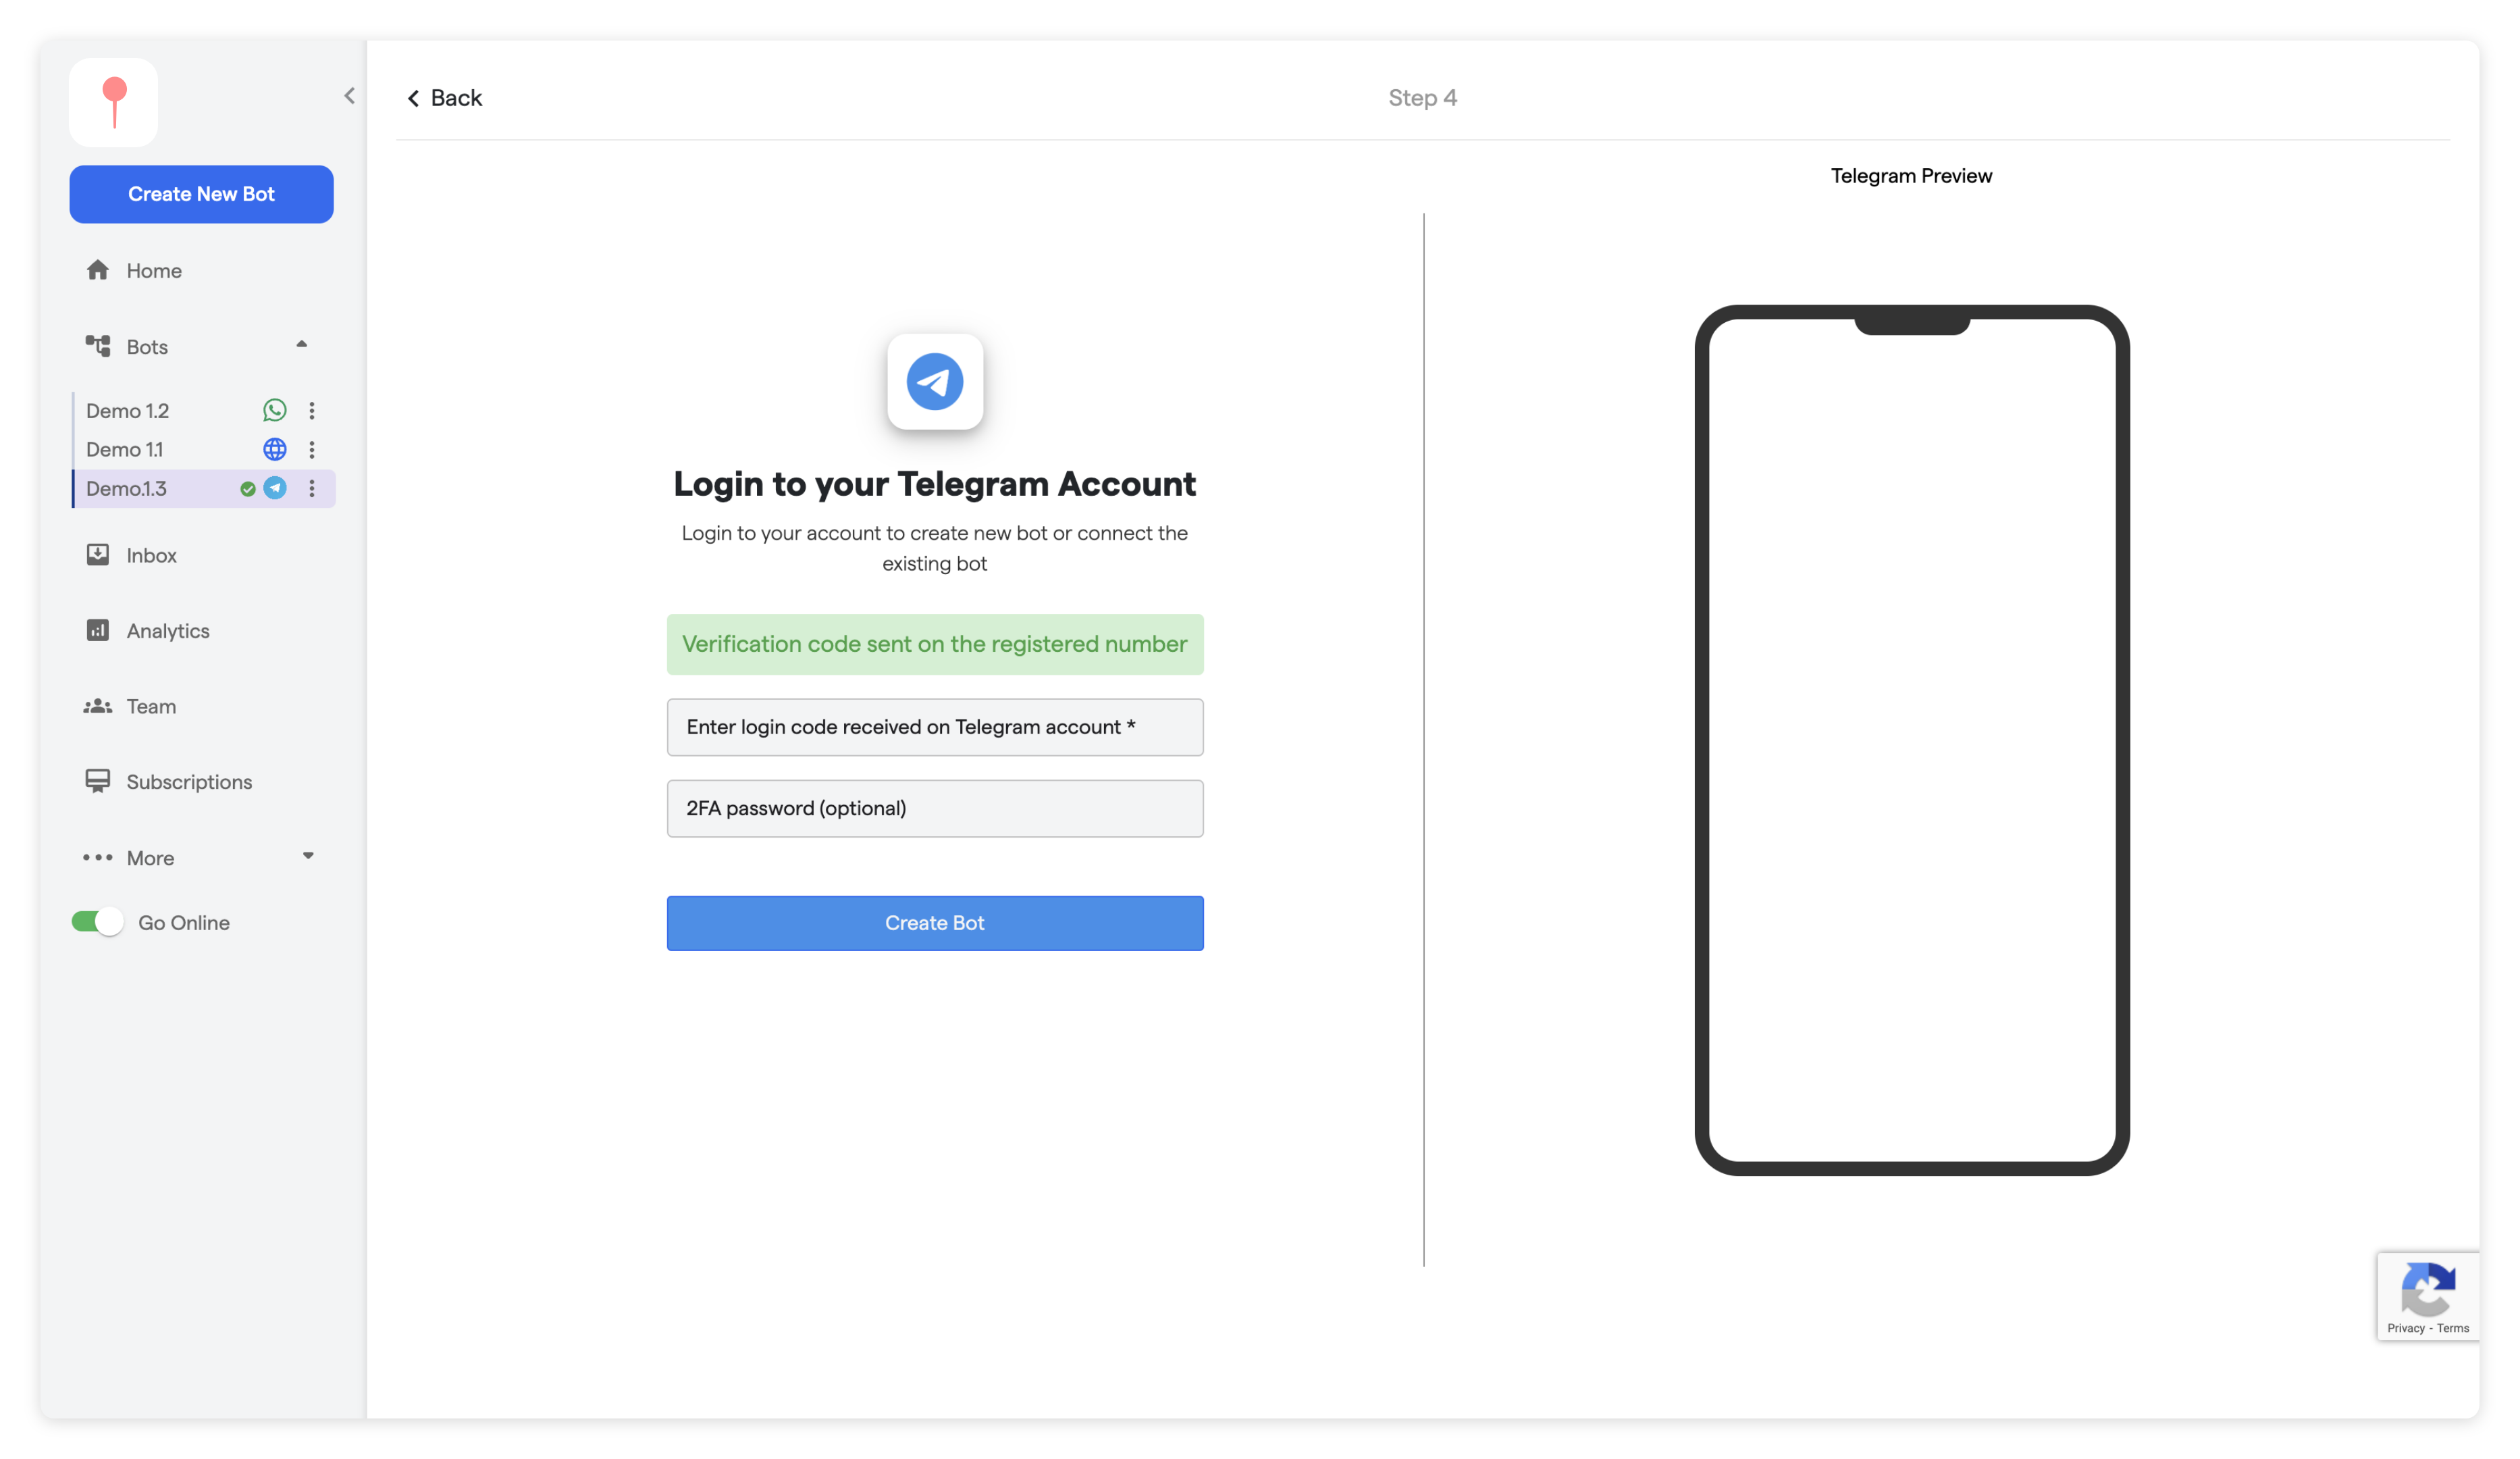 Create New Bot
Home
Bots
Demo 1.2
Demo 1.1
Demo.1.3
Inbox
Analytics
Team
Subscriptions
More
Go Online
Back
Step 4
Telegram Preview
Login to your Telegram Account
Login to your account to create new bot or connect the
existing bot
Verification code sent on the registered number
Enter login code received on Telegram account *
2FA password (optional)
Create Bot
Privacy - Terms